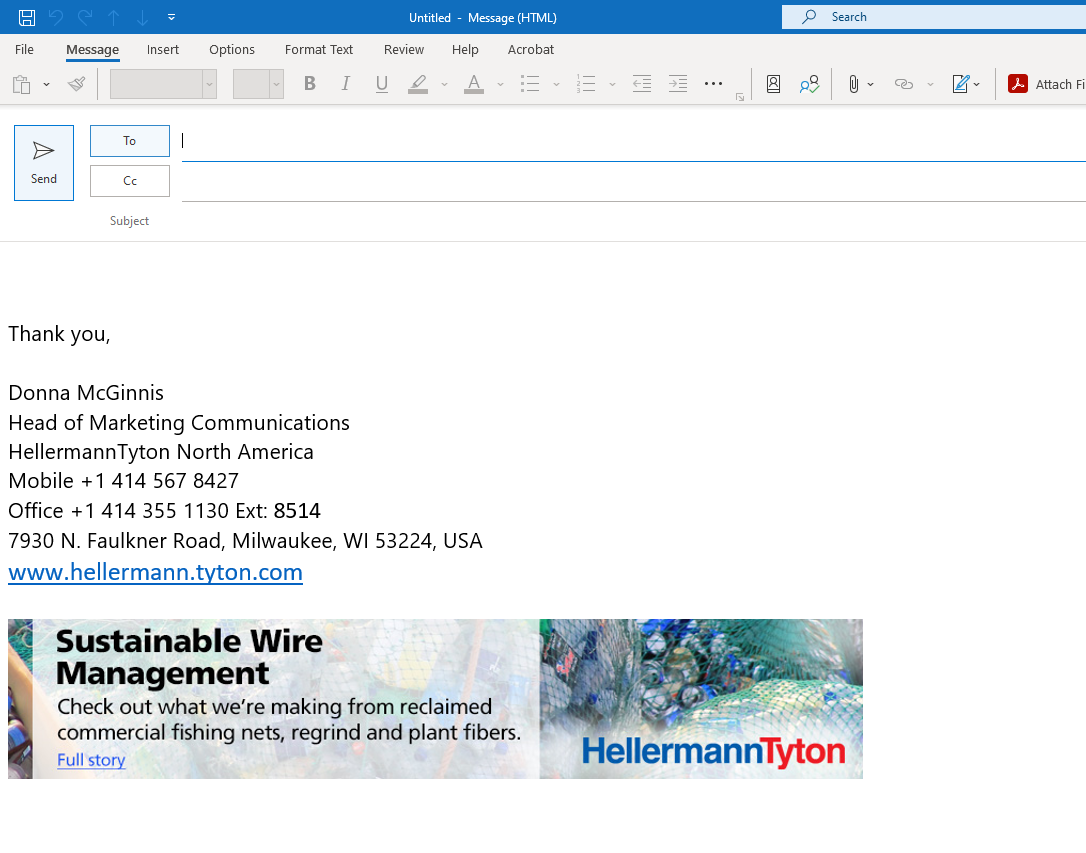 Untitled - Message (HTML)
Search
File Message Insert Options Format Text Review Help Acrobat
B I U A
Attach Fi
Send
To
Cc
Subject
Thank you,
Donna McGinnis
Head of Marketing Communications
HellermannTyton North America
Mobile +1 414 567 8427
Office +1 414 355 1130 Ext: 8514
7930 N. Faulkner Road, Milwaukee, WI 53224, USA
www.hellermann.tyton.com
Sustainable Wire
Management
Check out what we’re making from reclaimed
commercial fishing nets, regrind and plant fibers.
Full story
HellermannTyton